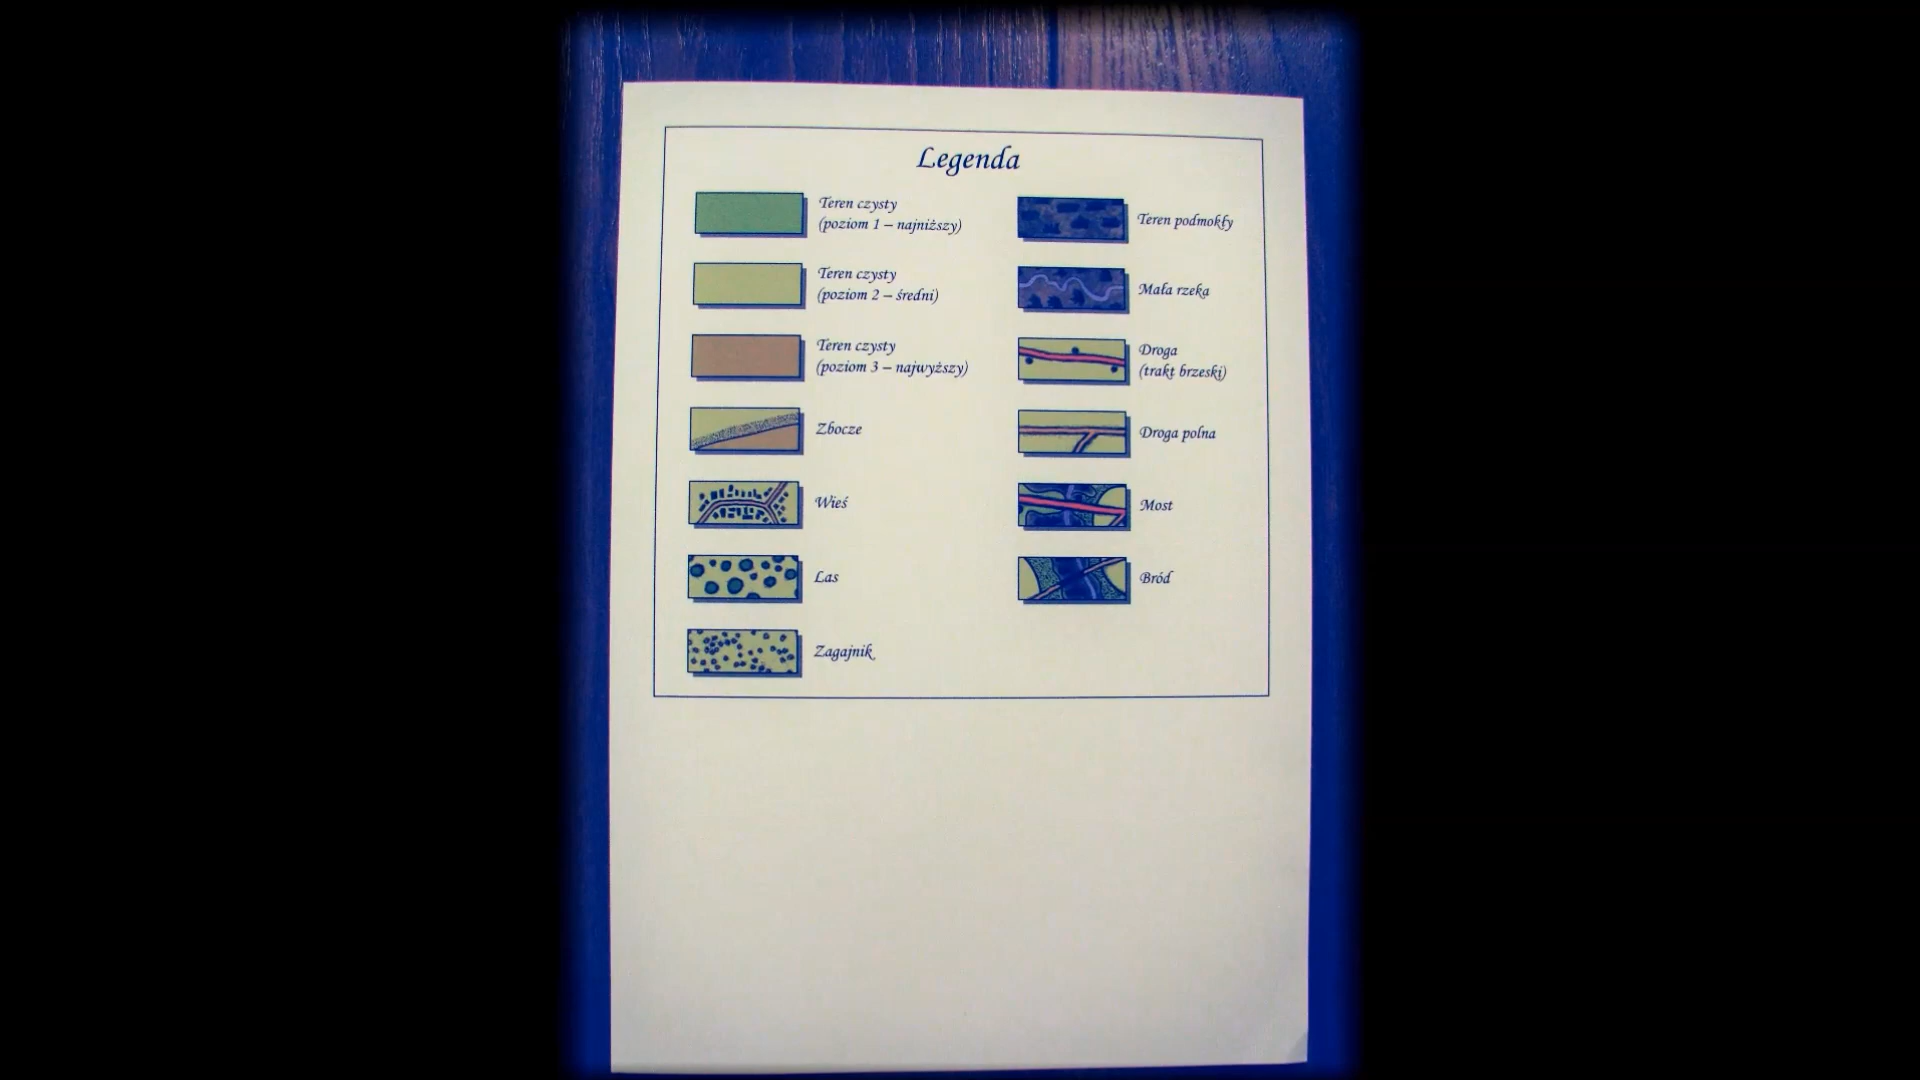 Legenda
Teren czysty
(poziom 1 – najniższy)
Teren czysty
(poziom 2 – średni)
Teren czysty
(poziom 3 – najwyższy)
Zbocze
Wieś
Las
Zagajnik
Teren podmokły
Mała rzeka
Droga
(trakt brzeski)
Droga polna
Most
Bród